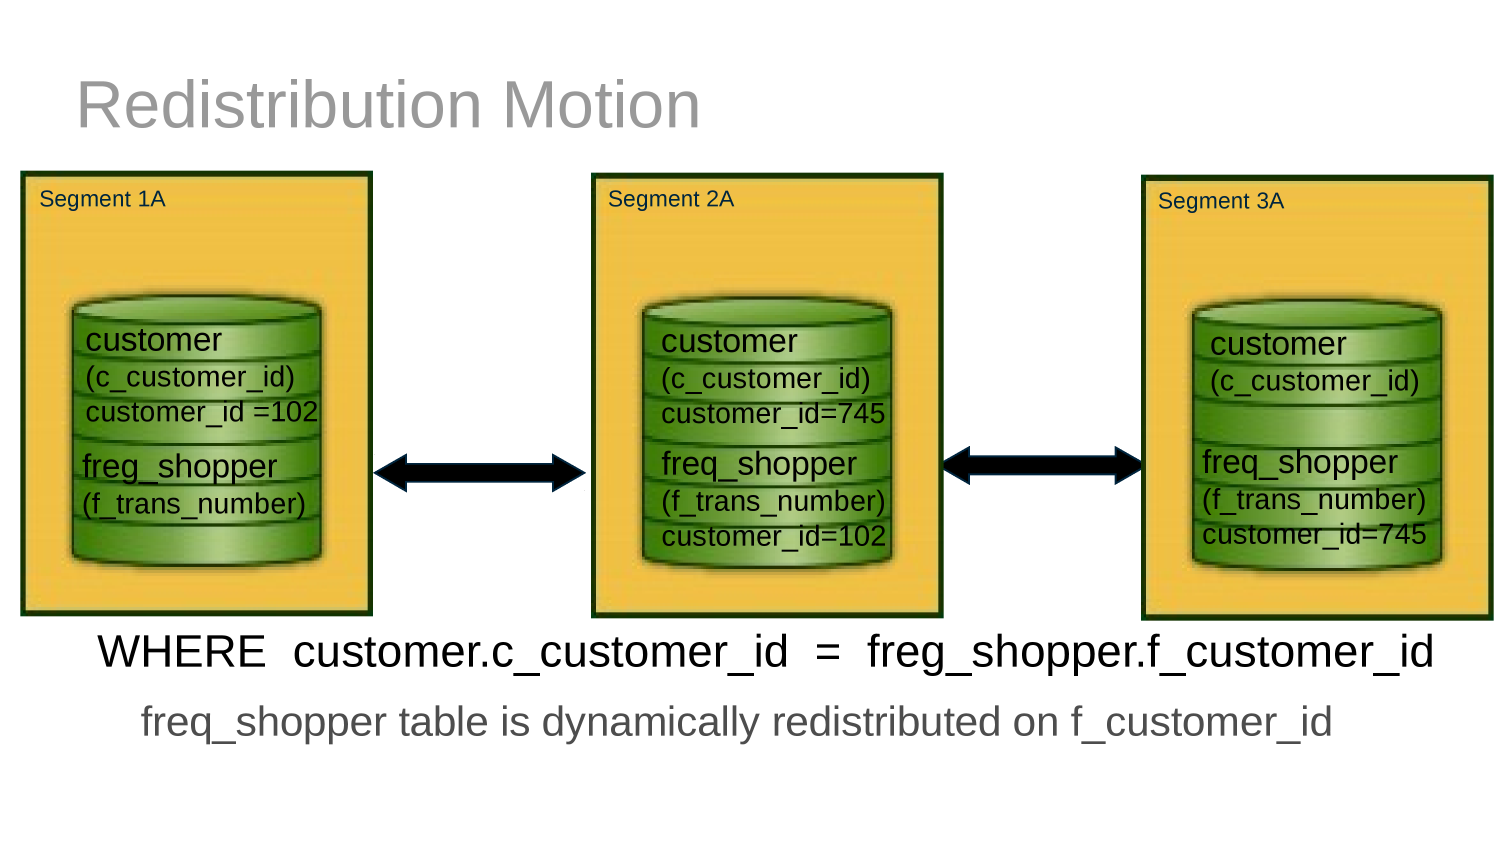 Redistribution Motion
Segment 1A
customer
(c_customer_id)
customer_id =102
freg_shopper
(f_trans_number)
Segment 2A
customer
(c_customer_id)
customer_id=745
freq_shopper
(f_trans_number)
customer_id=102
Segment 3A
customer
(c_customer_id)
freq_shopper
(f_trans_number)
customer_id=745
WHERE customer.c_customer_id = freg_shopper.f_customer_id
freq_shopper table is dynamically redistributed on f_customer_id